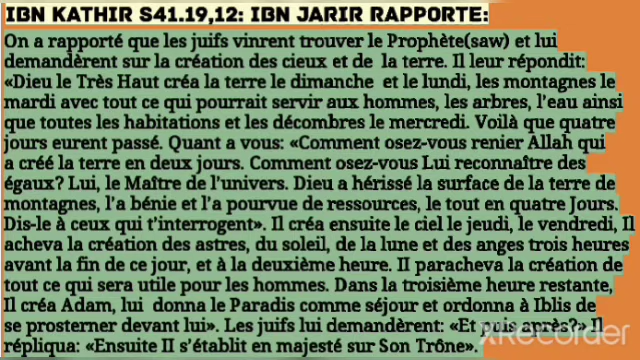 IBN KATHIR S41.19,12: IBN JARIR RAPPORTE:
On a rapporté que les juifs vinrent trouver le Prophète(saw) et lui
demandèrent sur la création des cieux et de la terre. Il leur répondit:
«Dieu le Très Haut créa la terre le dimanche et le lundi, les montagnes le
mardi avec tout ce qui pourrait servir aux hommes, les arbres, l'eau ainsi
que toutes les habitations et les décombres le mercredi. Voilà que quatre
jours eurent passé. Quant a vous: «Comment osez-vous renier Allah qui
a créé la terre en deux jours. Comment osez-vous Lui reconnaître des
égaux? Lui, le Maître de l'univers. Dieu a hérissé la surface de la terre de
montagnes, l'a bénie et l'a pourvue de ressources, le tout en quatre Jours.
Dis-le à ceux qui t'interrogent». Il créa ensuite le ciel le jeudi, le vendredi, Il
acheva la création des astres, du soleil, de la lune et des anges trois heures
avant la fin de ce jour, et à la deuxième heure. II paracheva la création de
tout ce qui sera utile pour les hommes. Dans la troisième heure restante,
Il créa Adam, lui donna le Paradis comme séjour et ordonna à Iblis de
se prosterner devant lui». Les juifs lui demandèrent: «Et puis après?» Il
répliqua: «Ensuite II s'établit en majesté sur Son Trône».
XRecorder